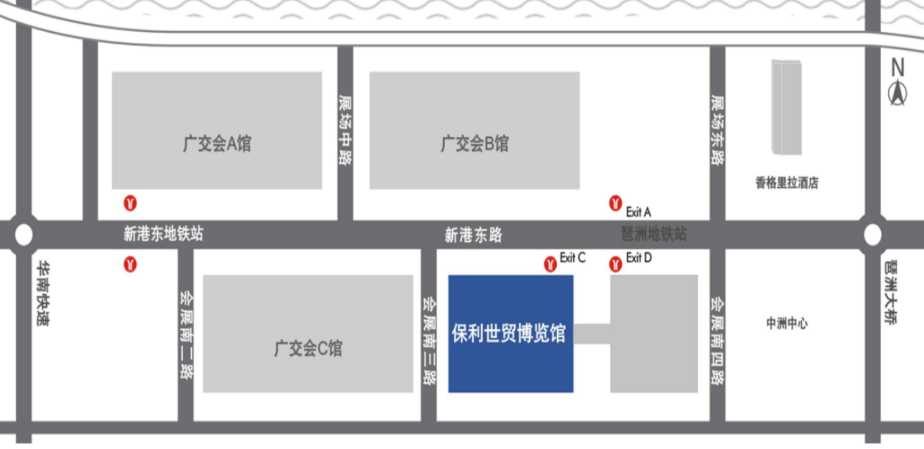 N
展场中路
展场东路
广交会A馆
广交会B馆
香格里拉酒店
Exit A
新港东地铁站
新港东路
琶洲地铁站
Exit C
Exit D
华南快速
会展南二路
会展南三路
会展南四路
琶洲大桥
保利世贸博览馆
中洲中心
广交会C馆